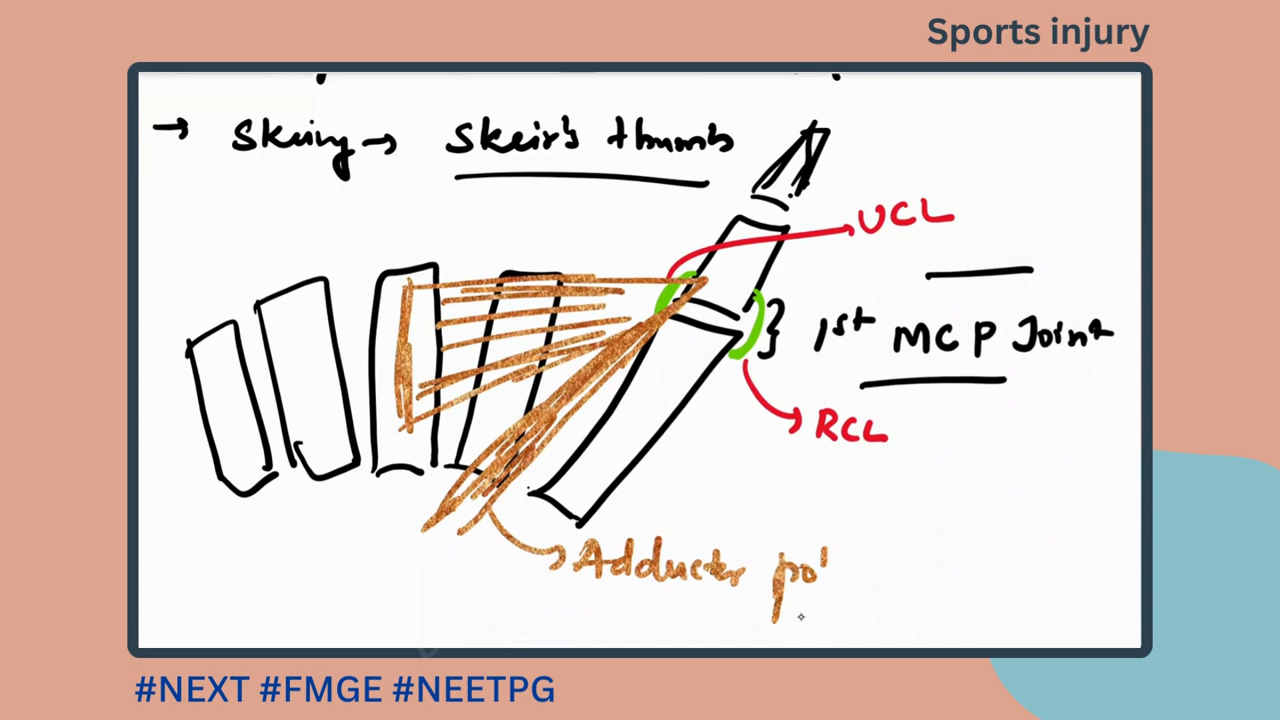 Sports injury
→ Skiing → Skeir's thumb
UCL
} 1st MCP Joint
RCL
Adductor po
#NEXT #FMGE #NEETPG